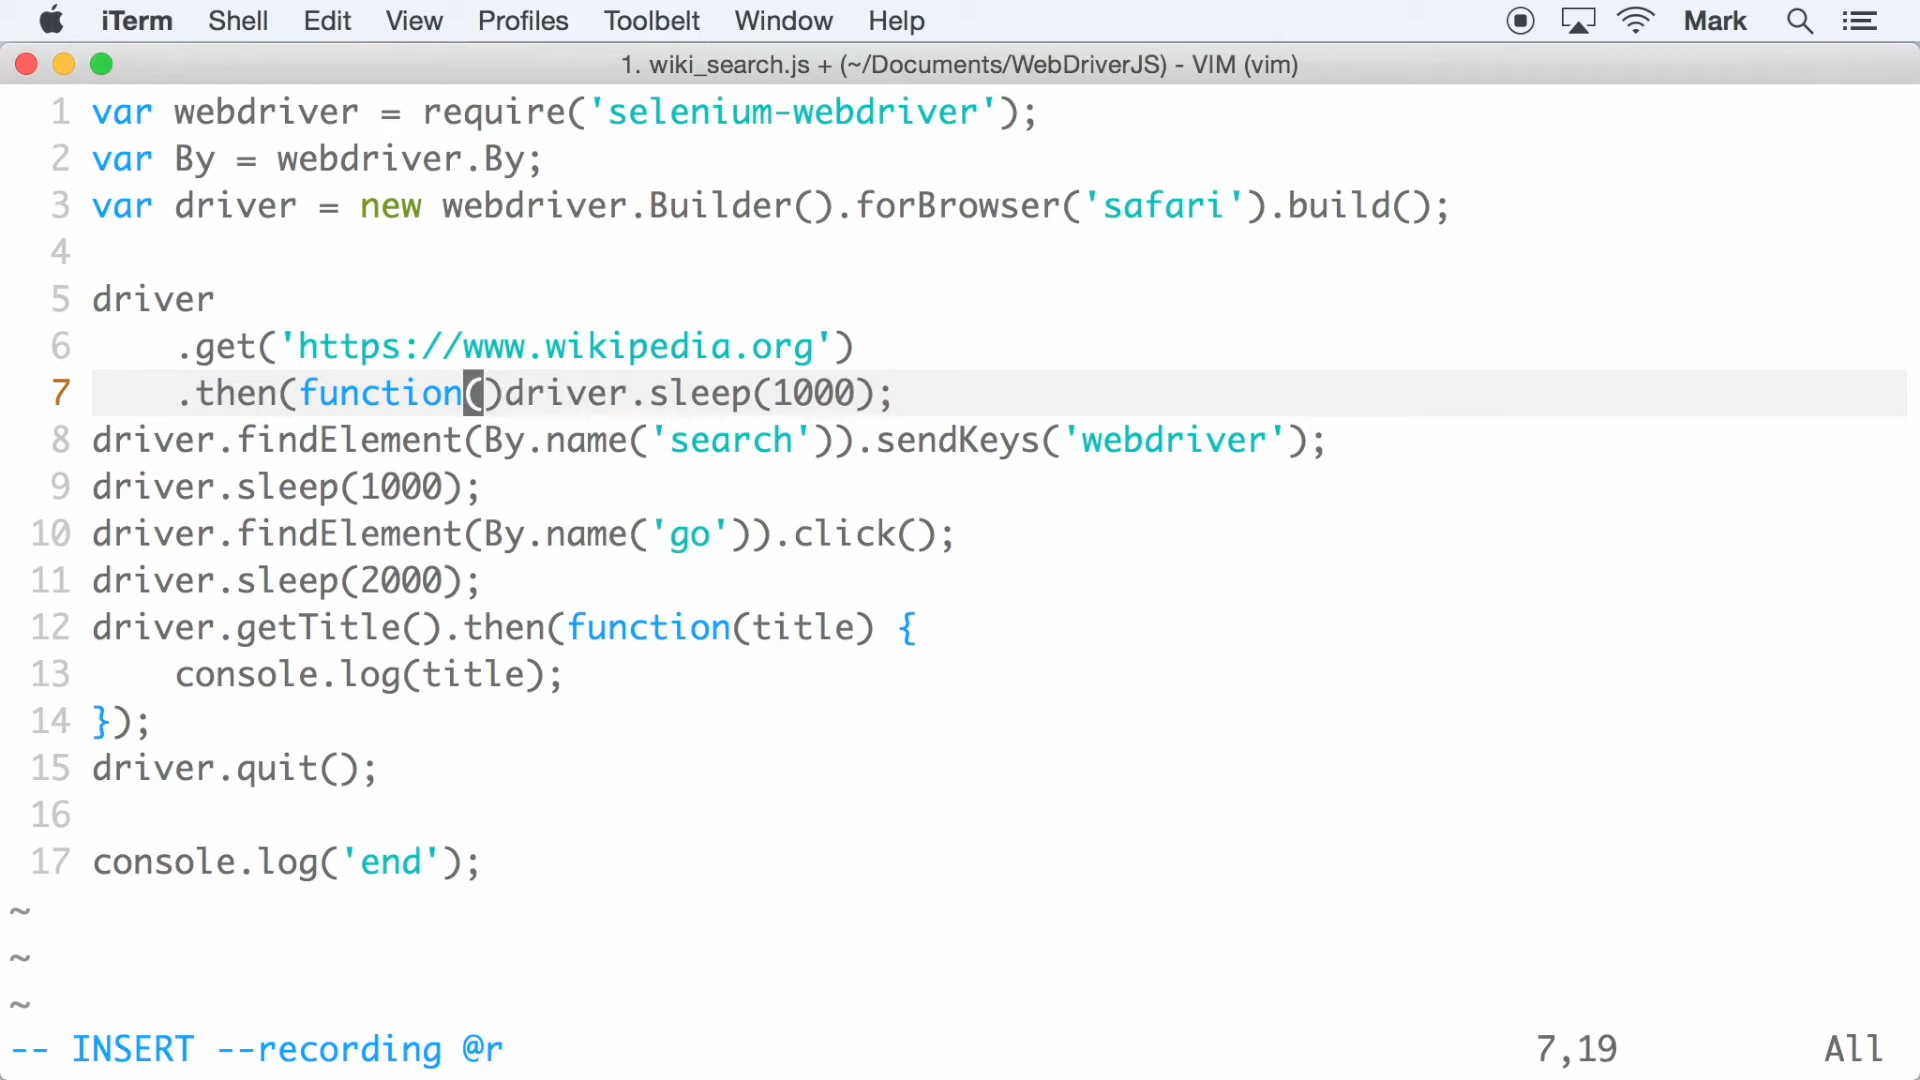 iTerm Shell Edit View Profiles Toolbelt Window Help Mark
1. wiki_search.js + (~/Documents/WebDriverJS) - VIM (vim)
1 var webdriver = require('selenium-webdriver');
2 var By = webdriver.By;
3 var driver = new webdriver.Builder().forBrowser('safari').build();
4
5 driver
6     .get('https://www.wikipedia.org')
7     .then(function()driver.sleep(1000);
8 driver.findElement(By.name('search')).sendKeys('webdriver');
9 driver.sleep(1000);
10 driver.findElement(By.name('go')).click();
11 driver.sleep(2000);
12 driver.getTitle().then(function(title) {
13     console.log(title);
14 });
15 driver.quit();
16
17 console.log('end');
~
~
~
-- INSERT --recording @r 7,19 All